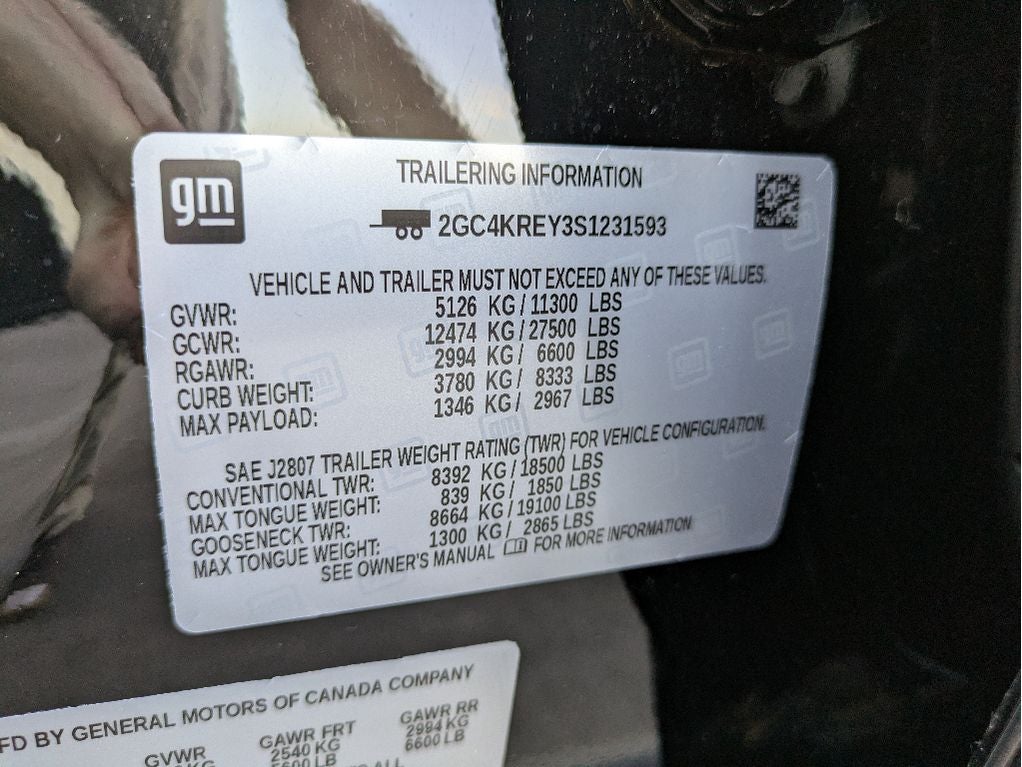 gm
TRAILERING INFORMATION
2GC4KREY3S1231593
VEHICLE AND TRAILER MUST NOT EXCEED ANY OF THESE VALUES.
GVWR: 5126 KG / 11300 LBS
GCWR: 12474 KG / 27500 LBS
RGAWR: 2994 KG / 6600 LBS
CURB WEIGHT: 3780 KG / 8333 LBS
MAX PAYLOAD: 1346 KG / 2967 LBS
SAE J2807 TRAILER WEIGHT RATING (TWR) FOR VEHICLE CONFIGURATION.
CONVENTIONAL TWR: 8392 KG / 18500 LBS
MAX TONGUE WEIGHT: 839 KG / 1850 LBS
GOOSENECK TWR: 8664 KG / 19100 LBS
MAX TONGUE WEIGHT: 1300 KG / 2865 LBS
SEE OWNER'S MANUAL FOR MORE INFORMATION
BY GENERAL MOTORS OF CANADA COMPANY
GVWR GAWR FRT GAWR RR
KG 2540 KG 2994 KG
5600 LB 6600 LB
ALL